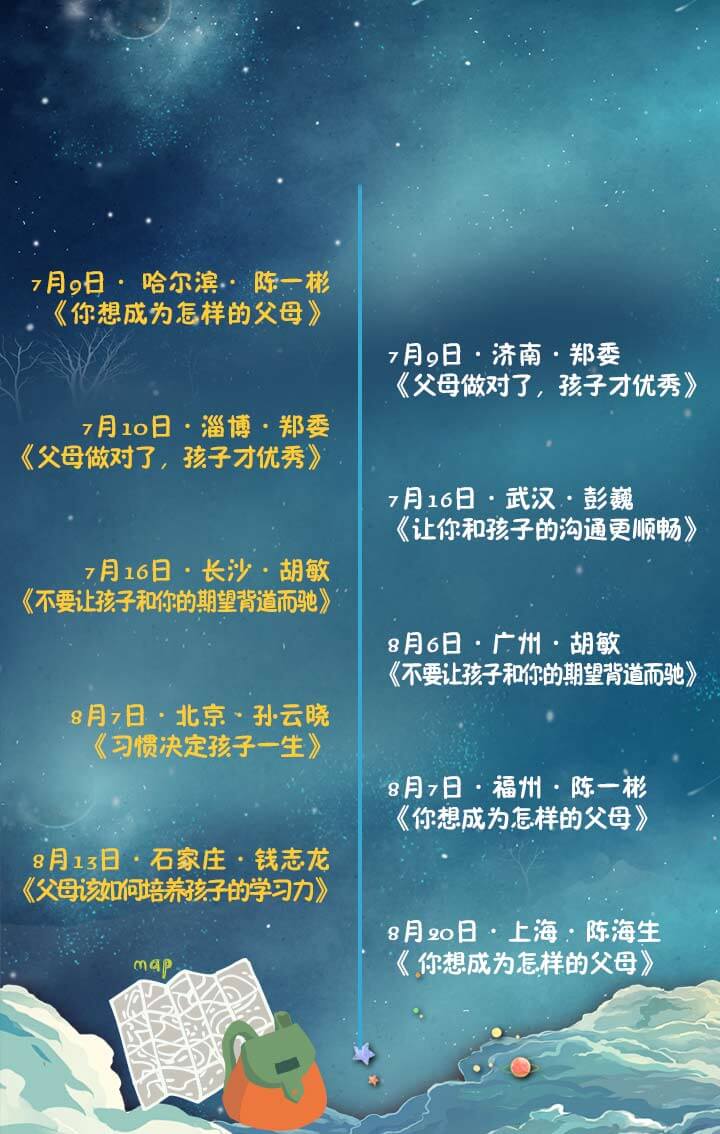 7月9日·哈尔滨·陈一彬
《你想成为怎样的父母》
7月9日·济南·郑委
《父母做对了，孩子才优秀》
7月10日·淄博·郑委
《父母做对了，孩子才优秀》
7月16日·武汉·彭巍
《让你和孩子的沟通更顺畅》
7月16日·长沙·胡敏
《不要让孩子和你的期望背道而驰》
8月6日·广州·胡敏
《不要让孩子和你的期望背道而驰》
8月7日·北京、孙云晓
《习惯决定孩子一生》
8月7日·福州·陈一彬
《你想成为怎样的父母》
8月13日·石家庄·钱志龙
《父母该如何培养孩子的学习力》
8月20日·上海·陈海生
《你想成为怎样的父母》
map